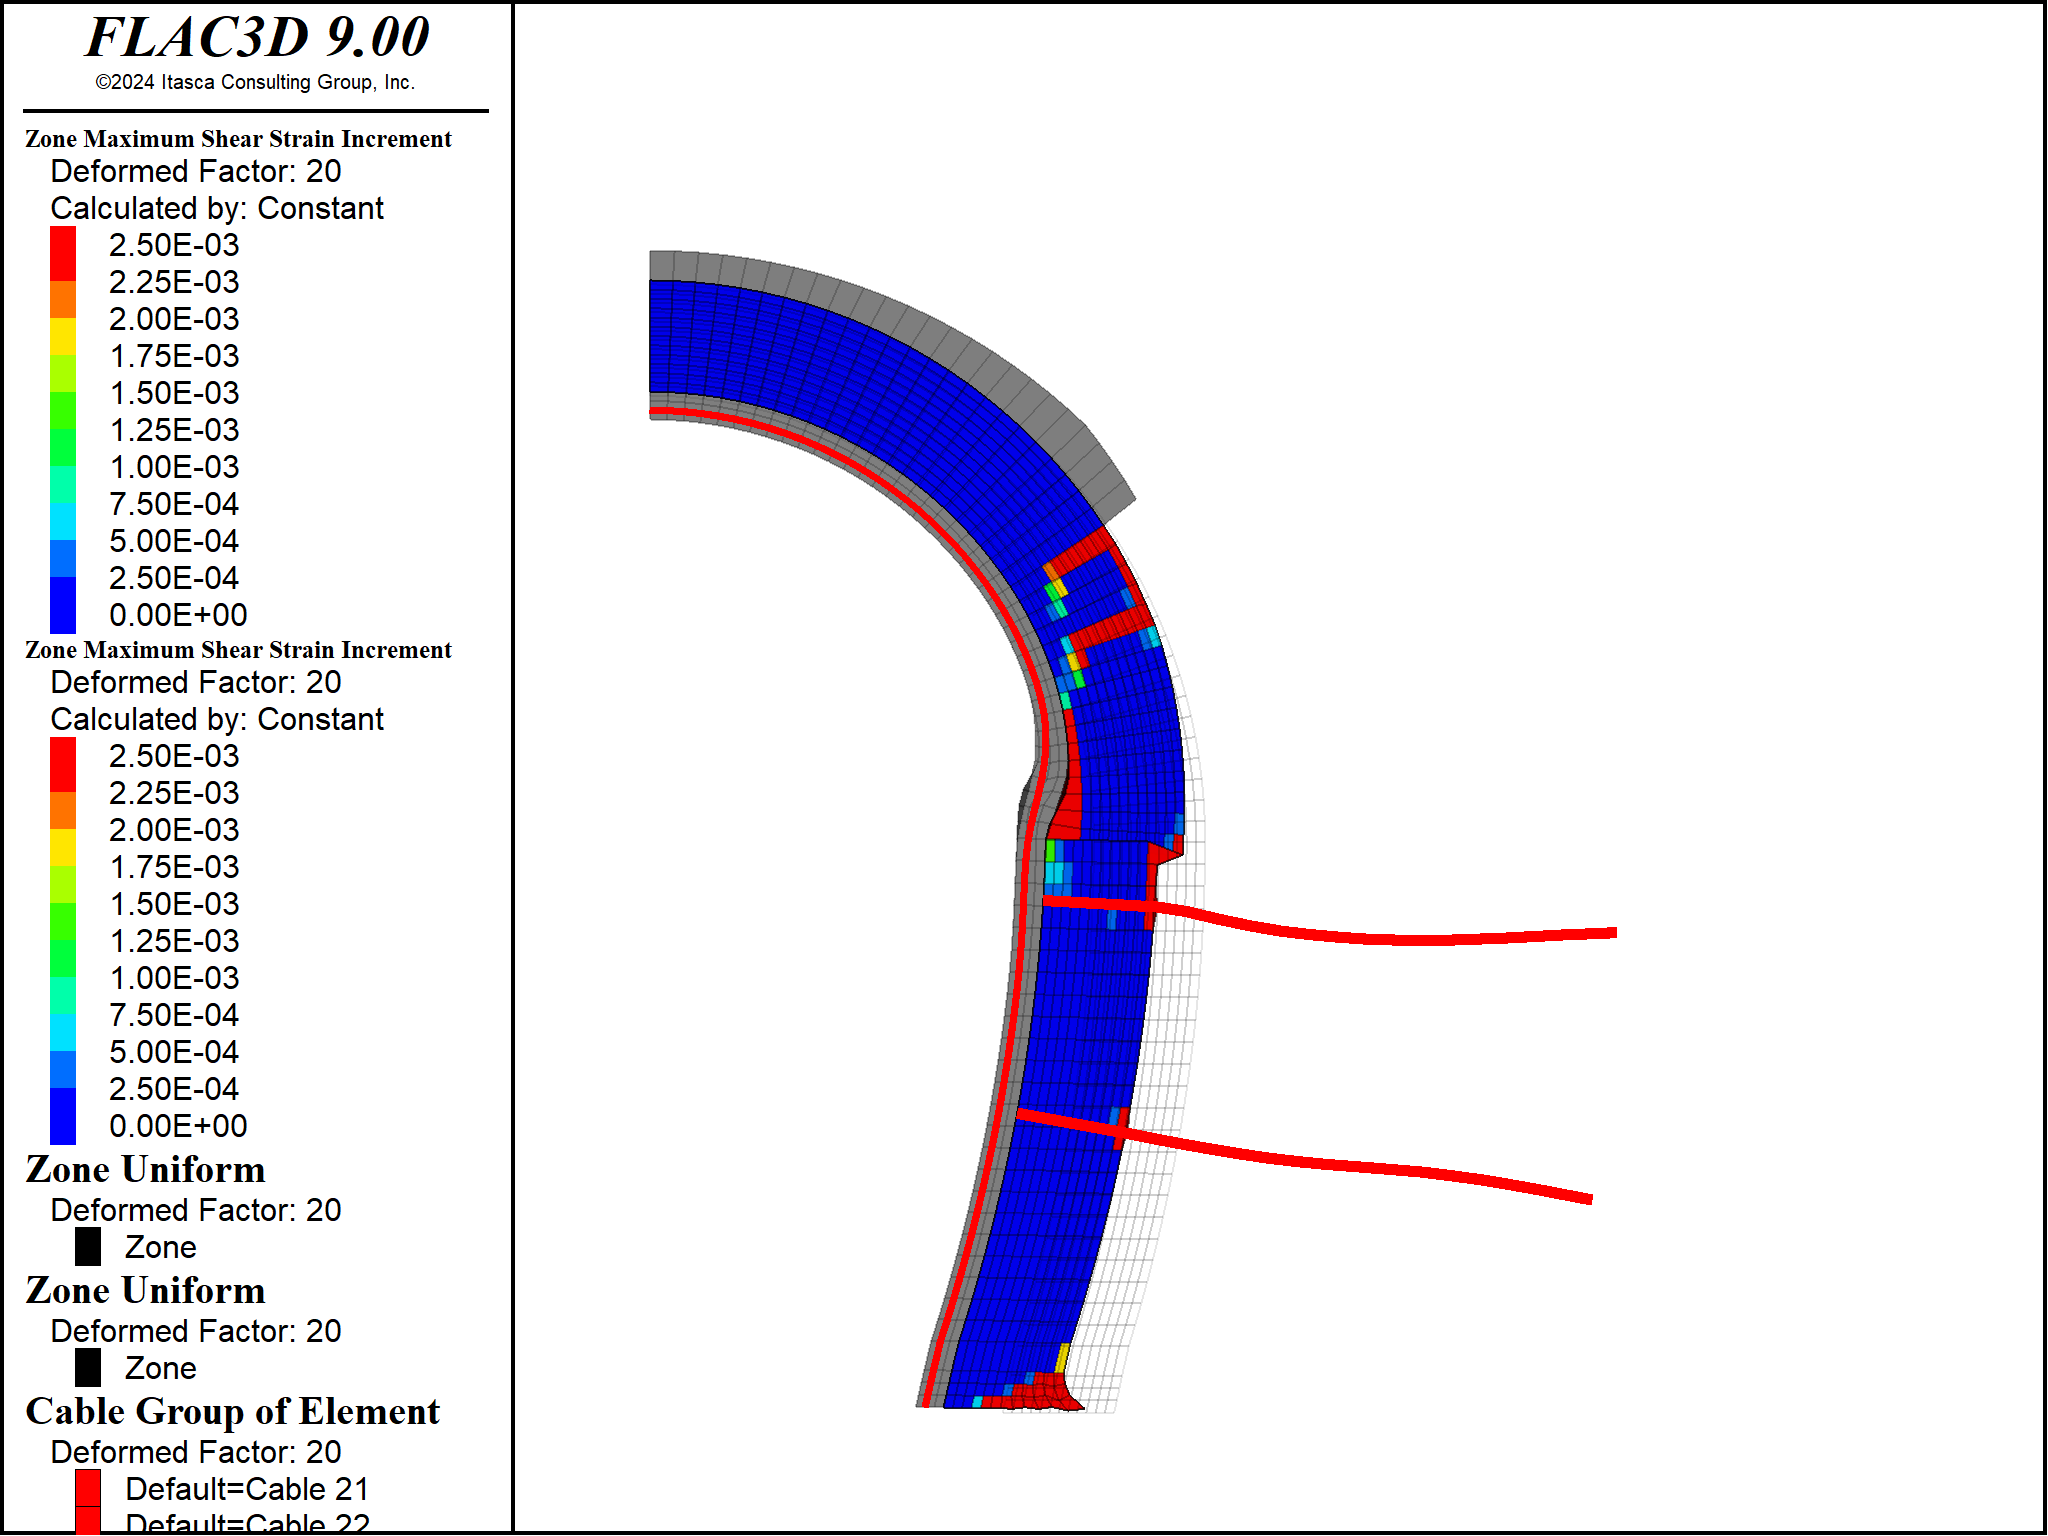 FLAC3D 9.00
©2024 Itasca Consulting Group, Inc.
Zone Maximum Shear Strain Increment
Deformed Factor: 20
Calculated by: Constant
2.50E-03
2.25E-03
2.00E-03
1.75E-03
1.50E-03
1.25E-03
1.00E-03
7.50E-04
5.00E-04
2.50E-04
0.00E+00
Zone Maximum Shear Strain Increment
Deformed Factor: 20
Calculated by: Constant
2.50E-03
2.25E-03
2.00E-03
1.75E-03
1.50E-03
1.25E-03
1.00E-03
7.50E-04
5.00E-04
2.50E-04
0.00E+00
Zone Uniform
Deformed Factor: 20
Zone
Zone Uniform
Deformed Factor: 20
Zone
Cable Group of Element
Deformed Factor: 20
Default=Cable 21
Default=Cable 22